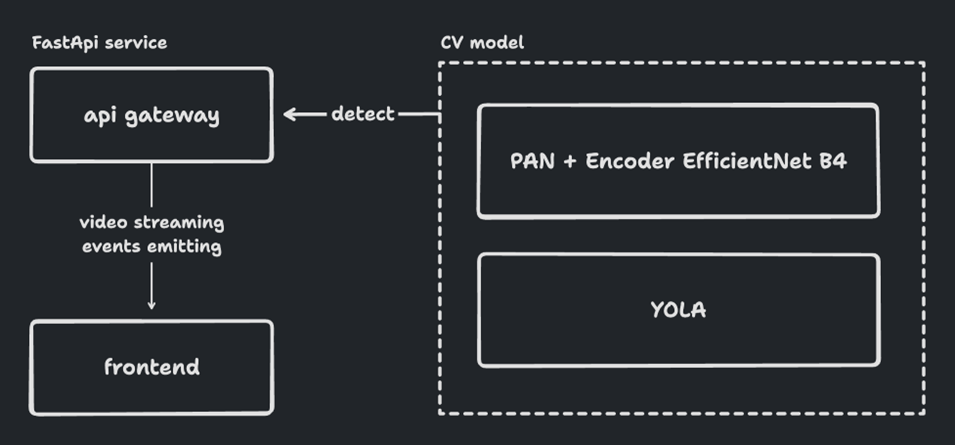 FastApi service
api gateway
video streaming
events emitting
frontend
detect
CV model
PAN + Encoder EfficientNet B4
YOLA